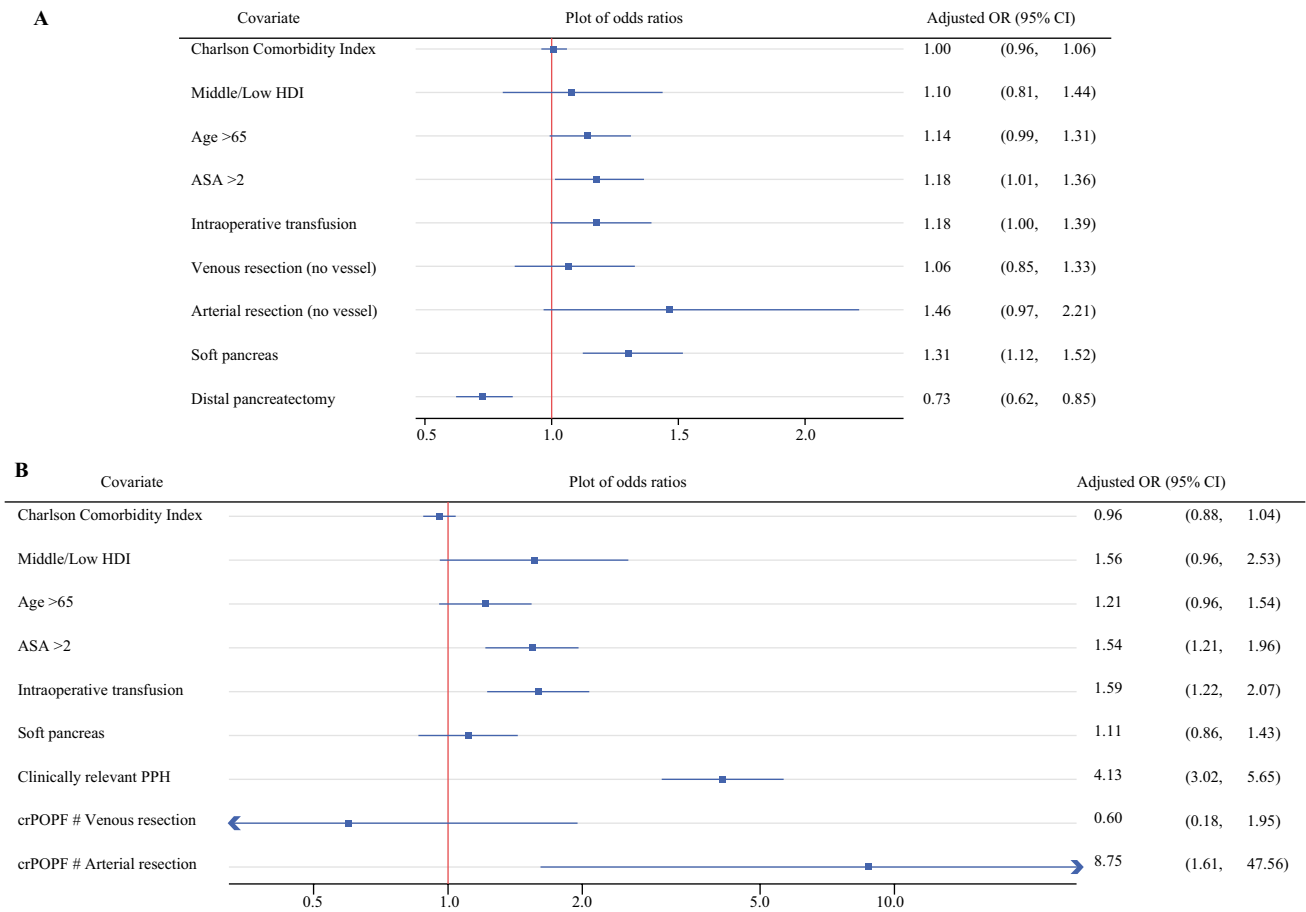 A
Covariate Plot of odds ratios Adjusted OR (95% CI)
Charlson Comorbidity Index 1.00 (0.96, 1.06)
Middle/Low HDI 1.10 (0.81, 1.44)
Age >65 1.14 (0.99, 1.31)
ASA >2 1.18 (1.01, 1.36)
Intraoperative transfusion 1.18 (1.00, 1.39)
Venous resection (no vessel) 1.06 (0.85, 1.33)
Arterial resection (no vessel) 1.46 (0.97, 2.21)
Soft pancreas 1.31 (1.12, 1.52)
Distal pancreatectomy 0.73 (0.62, 0.85)
0.5 1.0 1.5 2.0
B
Covariate Plot of odds ratios Adjusted OR (95% CI)
Charlson Comorbidity Index 0.96 (0.88, 1.04)
Middle/Low HDI 1.56 (0.96, 2.53)
Age >65 1.21 (0.96, 1.54)
ASA >2 1.54 (1.21, 1.96)
Intraoperative transfusion 1.59 (1.22, 2.07)
Soft pancreas 1.11 (0.86, 1.43)
Clinically relevant PPH 4.13 (3.02, 5.65)
crPOPF # Venous resection 0.60 (0.18, 1.95)
crPOPF # Arterial resection 8.75 (1.61, 47.56)
0.5 1.0 2.0 5.0 10.0